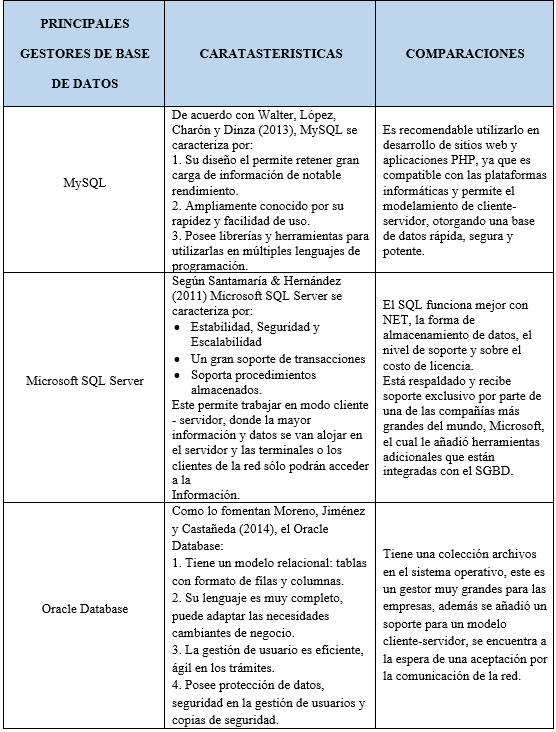 PRINCIPALES
GESTORES DE BASE
DE DATOS
CARATASTERISTICAS
COMPARACIONES
MySQL
De acuerdo con Walter, López,
Charón y Dinza (2013), MySQL se
caracteriza por:
1. Su diseño el permite retener gran
carga de información de notable
rendimiento.
2. Ampliamente conocido por su
rapidez y facilidad de uso.
3. Posee librerías y herramientas para
utilizarlas en múltiples lenguajes de
programación.
Es recomendable utilizarlo en
desarrollo de sitios web y
aplicaciones PHP, ya que es
compatible con las plataformas
informáticas y permite el
modelamiento de cliente-
servidor, otorgando una base
de datos rápida, segura y
potente.
Microsoft SQL Server
Según Santamaría & Hernández
(2011) Microsoft SQL Server se
caracteriza por:
• Estabilidad, Seguridad y
Escalabilidad
• Un gran soporte de transacciones
• Soporta procedimientos
almacenados.
Este permite trabajar en modo cliente
- servidor, donde la mayor
información y datos se van alojar en
el servidor y las terminales o los
clientes de la red sólo podrán acceder
a la
Información.
El SQL funciona mejor con
NET, la forma de
almacenamiento de datos, el
nivel de soporte y sobre el
costo de licencia.
Está respaldado y recibe
soporte exclusivo por parte de
una de las compañías más
grandes del mundo, Microsoft,
el cual le añadió herramientas
adicionales que están
integradas con el SGBD.
Oracle Database
Como lo fomentan Moreno, Jiménez
y Castañeda (2014), el Oracle
Database:
1. Tiene un modelo relacional: tablas
con formato de filas y columnas.
2. Su lenguaje es muy completo,
puede adaptar las necesidades
cambiantes de negocio.
3. La gestión de usuario es eficiente,
ágil en los trámites.
4. Posee protección de datos,
seguridad en la gestión de usuarios y
copias de seguridad.
Tiene una colección archivos
en el sistema operativo, este es
un gestor muy grandes para las
empresas, además se añadió un
soporte para un modelo
cliente-servidor, se encuentra a
la espera de una aceptación por
la comunicación de la red.